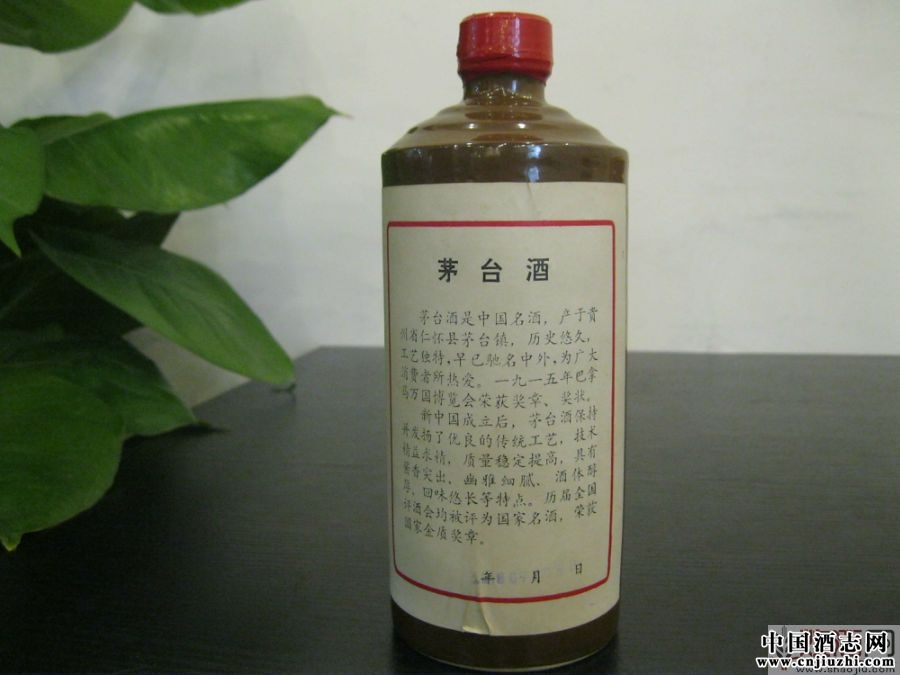 茅台酒
茅台酒是中国名酒，产于贵
州省仁怀县茅台镇，历史悠久，
工艺独特，早已驰名中外，为广大
消费者所热爱。一九一五年巴拿
马万国博览会荣获奖章、奖状。
新中国成立后，茅台酒保持
并发扬了优良的传统工艺，技术
精益求精，质量稳定提高，具有
酱香突出、幽雅细腻、酒体醇
厚、回味悠长等特点。历届全国
评酒会均被评为国家名酒，荣获
国家金质奖章。
年 月 日
中国酒志网
www.cnjiuzhi.com